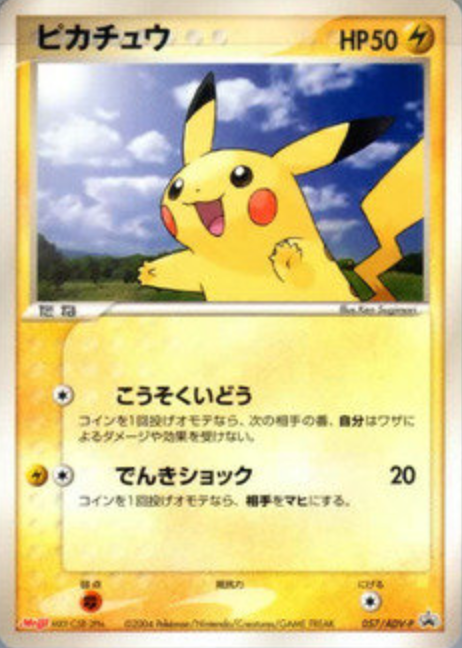 ピカチュウ HP50
たね Illus. Ken Sugimori
こうそくいどう
コインを1回投げオモテなら、次の相手の番、自分はワザに
よるダメージや効果を受けない。
でんきショック 20
コインを1回投げオモテなら、相手をマヒにする。
弱点 抵抗力 にげる
Meiji ©2004 Pokémon/Nintendo/Creatures/GAME FREAK 057/ADV-P